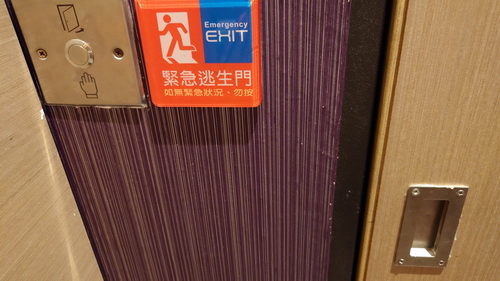 Emergency
EXIT
緊急逃生門
如無緊急狀況、勿按